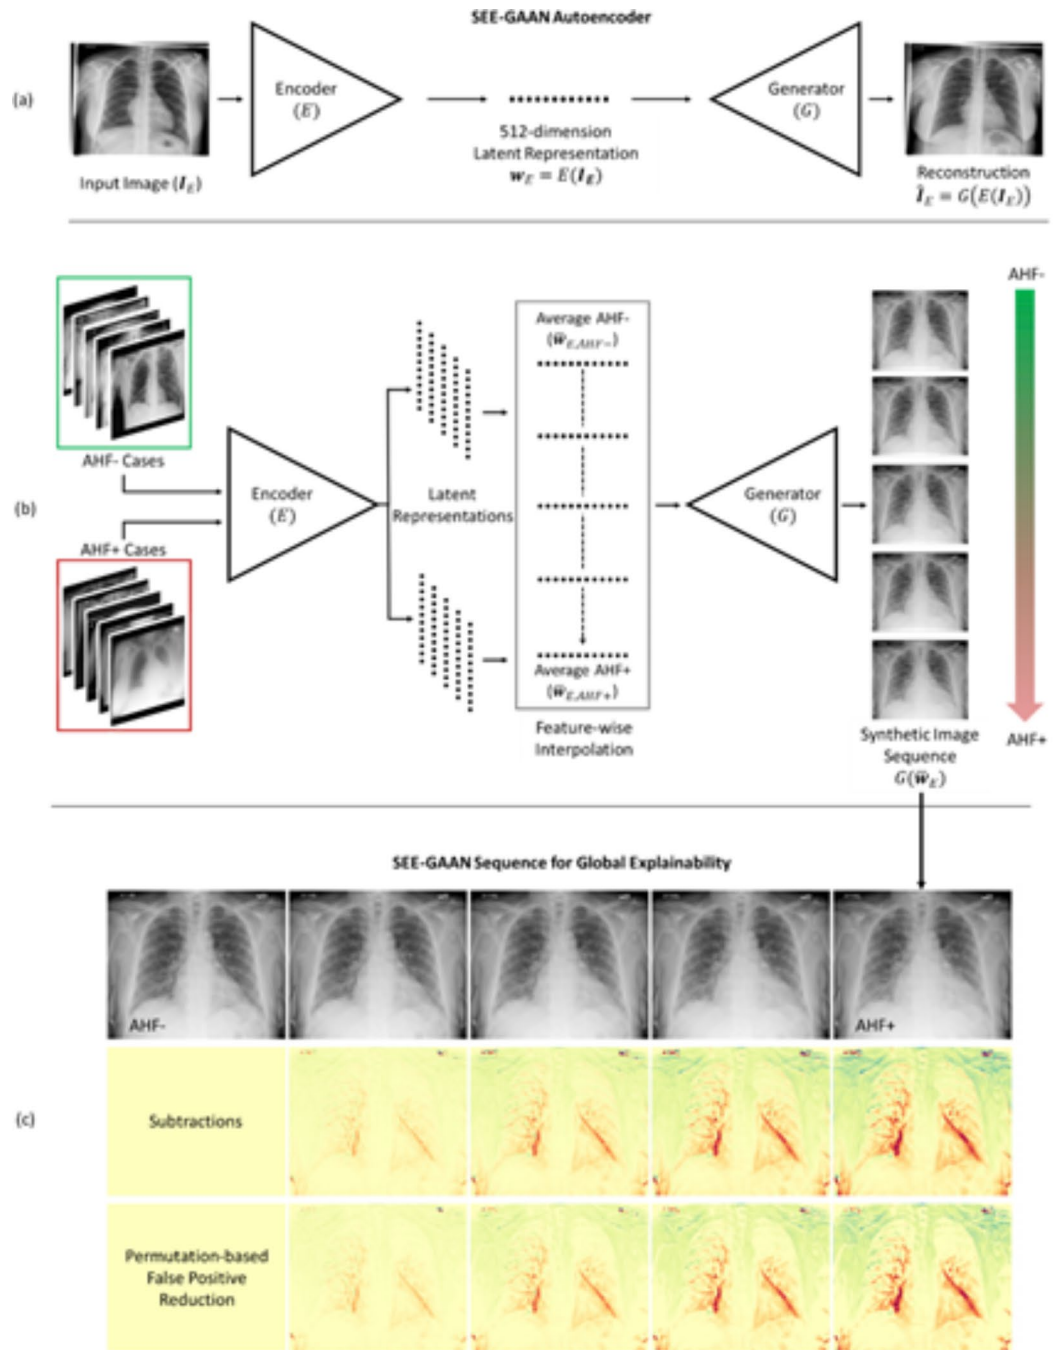 SEE-GAAN Autoencoder
(a)
Input Image (𝑰_E)
Encoder
(E)
512-dimension
Latent Representation
𝒘_E = E(𝑰_E)
Generator
(G)
Reconstruction
𝑰̂_E = G(E(𝑰_E))
(b)
AHF- Cases
AHF+ Cases
Encoder
(E)
Latent
Representations
Average AHF-
(𝒘̅_E,AHF−)
Average AHF+
(𝒘̅_E,AHF+)
Feature-wise
Interpolation
Generator
(G)
Synthetic Image
Sequence
G(𝒘̅_E)
AHF-
AHF+
SEE-GAAN Sequence for Global Explainability
(c)
AHF-
AHF+
Subtractions
Permutation-based
False Positive
Reduction